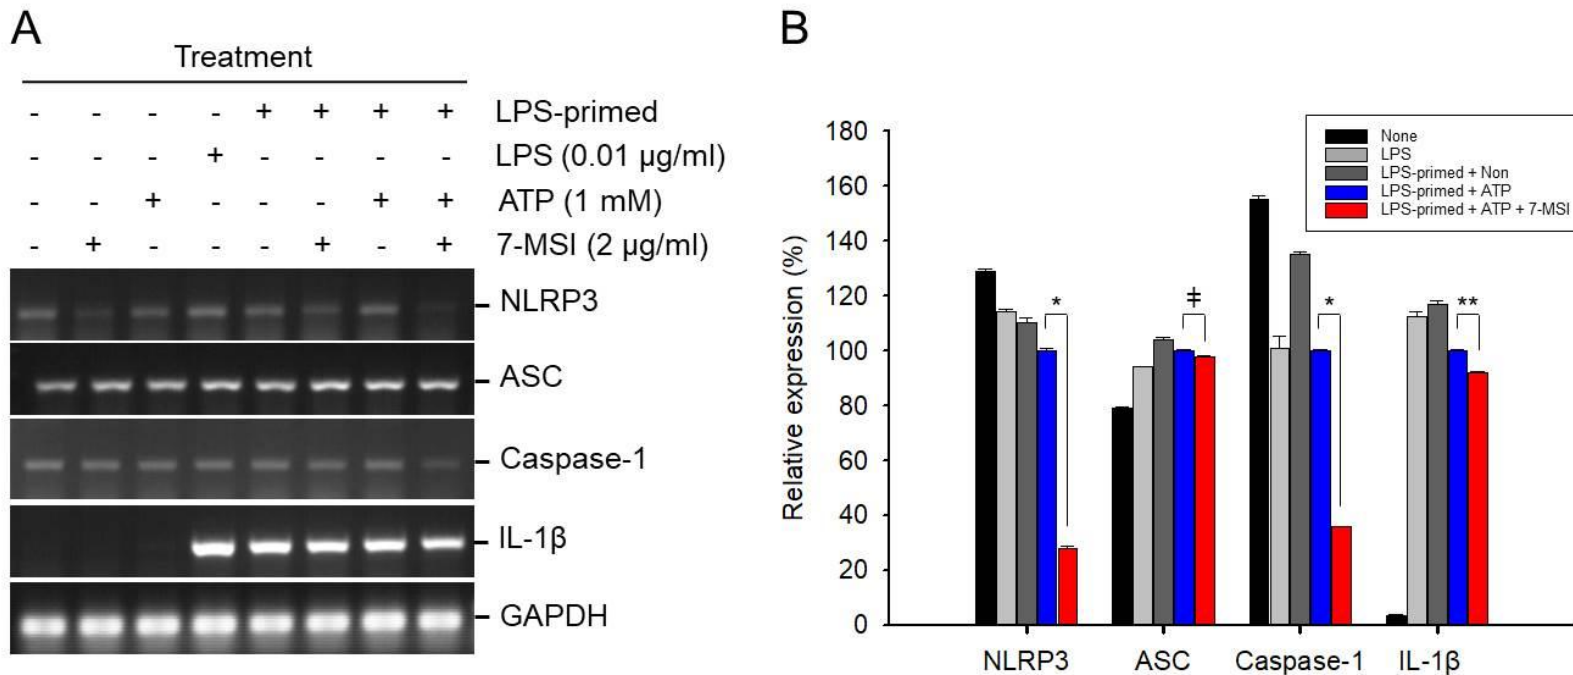 A
Treatment
- - - - + + + + LPS-primed
- - - + - - - - LPS (0.01 µg/ml)
- - + - - - + + ATP (1 mM)
- + - - - + - + 7-MSI (2 µg/ml)
NLRP3
ASC
Caspase-1
IL-1β
GAPDH
B
None
LPS
LPS-primed + Non
LPS-primed + ATP
LPS-primed + ATP + 7-MSI
Relative expression (%)
180
160
140
120
100
80
60
40
20
0
* ‡ * **
NLRP3 ASC Caspase-1 IL-1β